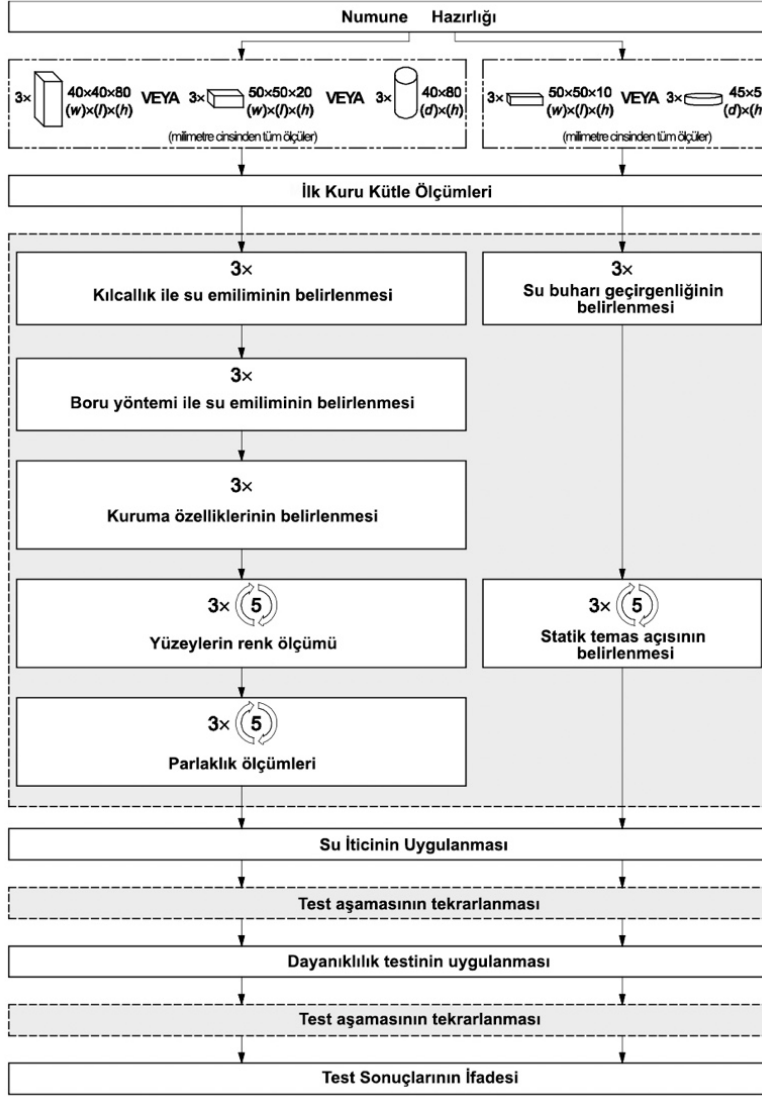 Numune Hazırlığı
3× 40×40×80 VEYA 3× 50×50×20 VEYA 3× 40×80
(w)×(l)×(h) (w)×(l)×(h) (d)×(h)
(milimetre cinsinden tüm ölçüler)
3× 50×50×10 VEYA 3× 45×5
(w)×(l)×(h) (d)×(h)
(milimetre cinsinden tüm ölçüler)
İlk Kuru Kütle Ölçümleri
3×
Kılcallık ile su emiliminin belirlenmesi
3×
Su buharı geçirgenliğinin
belirlenmesi
3×
Boru yöntemi ile su emiliminin belirlenmesi
3×
Kuruma özelliklerinin belirlenmesi
3× 5
Yüzeylerin renk ölçümü
3× 5
Statik temas açısının
belirlenmesi
3× 5
Parlaklık ölçümleri
Su İticinin Uygulanması
Test aşamasının tekrarlanması
Dayanıklılık testinin uygulanması
Test aşamasının tekrarlanması
Test Sonuçlarının İfadesi